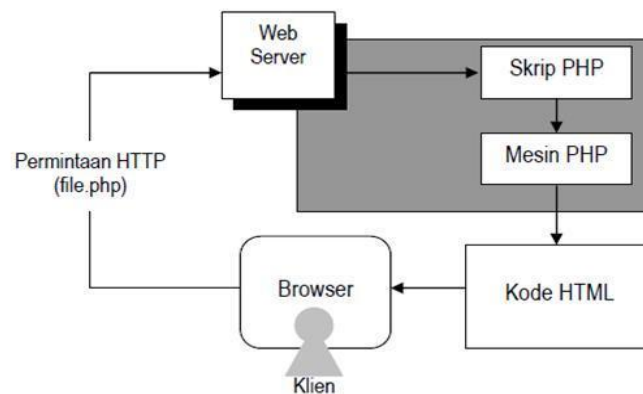 Web
Server
Skrip PHP
Mesin PHP
Permintaan HTTP
(file.php)
Browser
Kode HTML
Klien